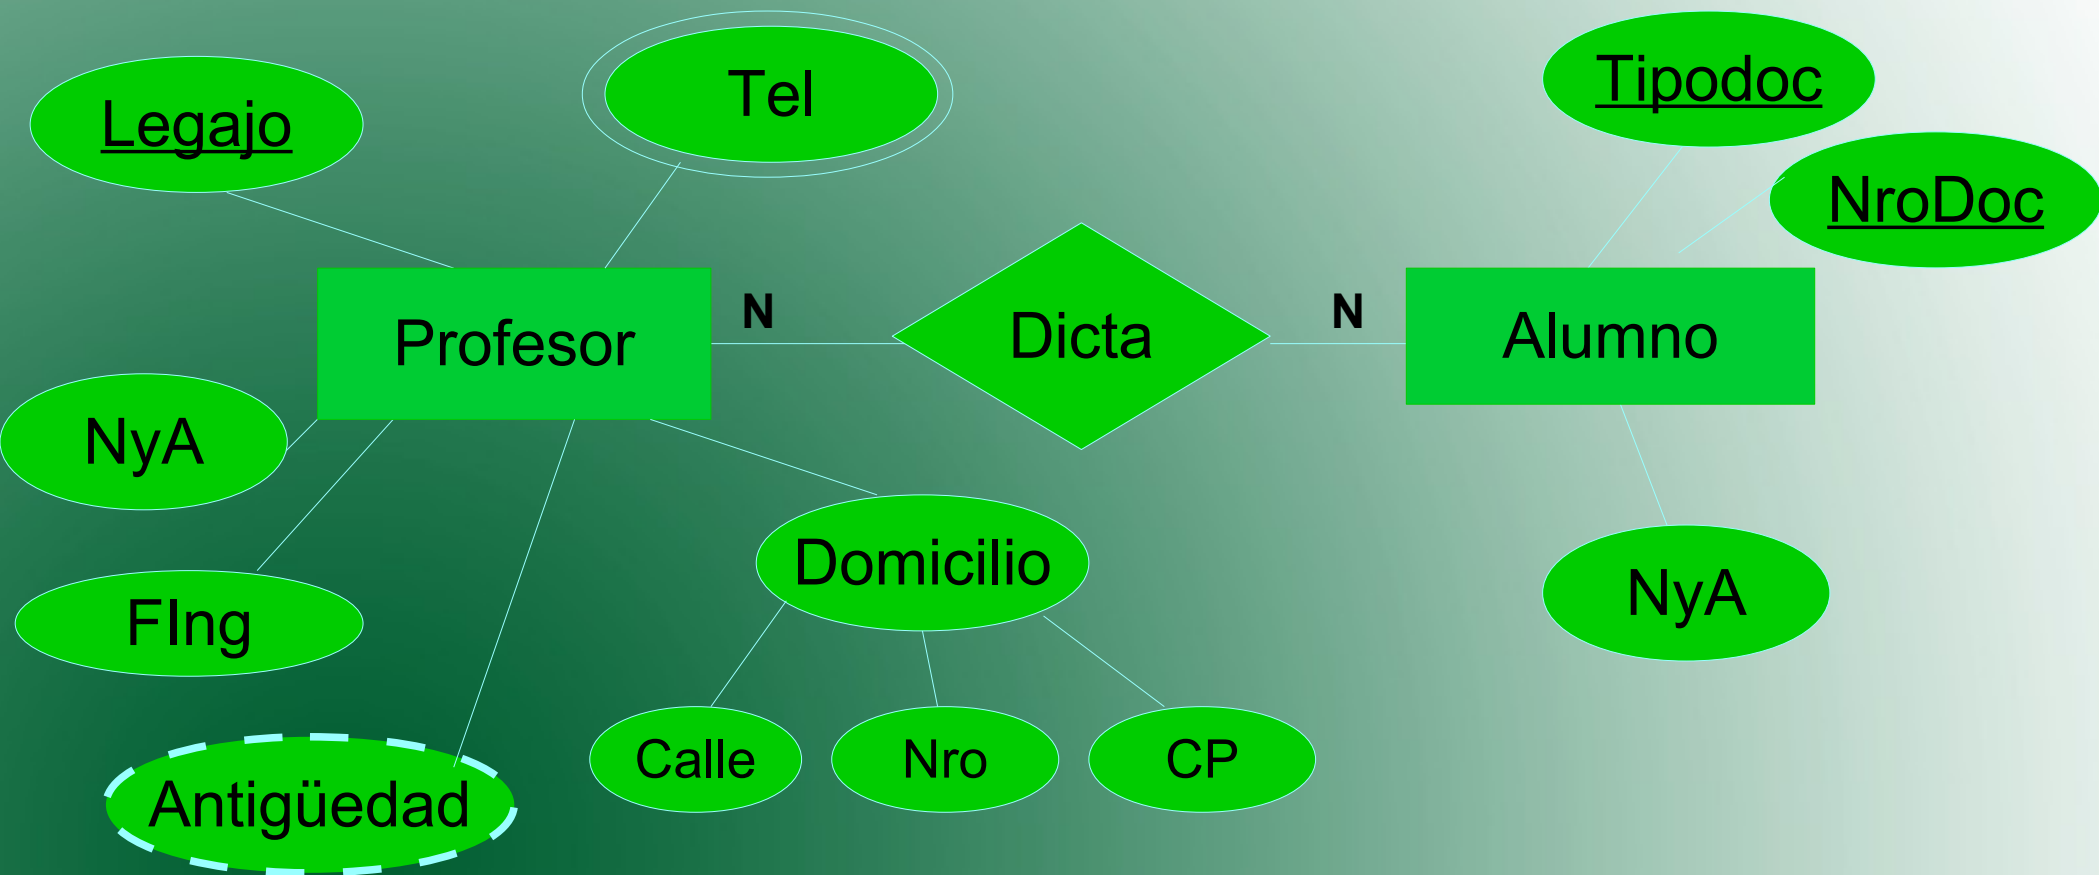 Legajo
Tel
Tipodoc
NroDoc
Profesor
N
Dicta
N
Alumno
NyA
FIng
Antigüedad
Domicilio
Calle
Nro
CP
NyA